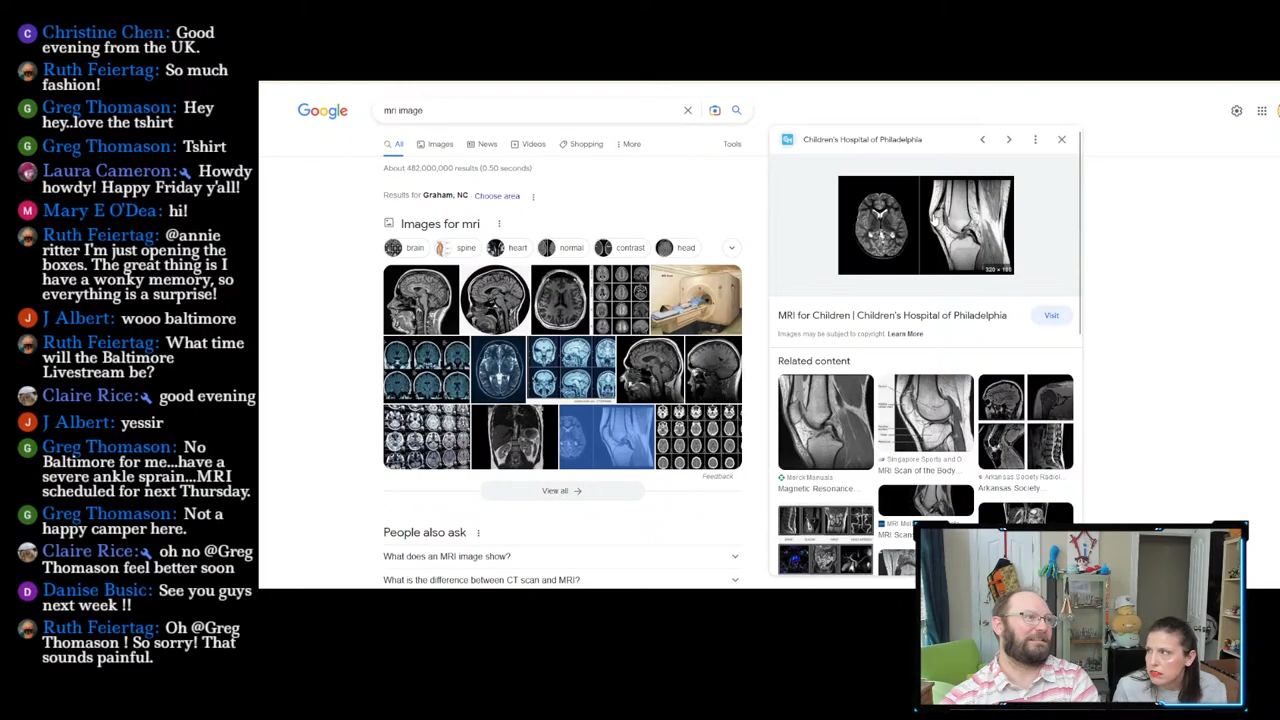 C Christine Chen: Good
evening from the UK.
Ruth Feiertag: So much
fashion!
G Greg Thomason: Hey
hey..love the tshirt
G Greg Thomason: Tshirt
Laura Cameron: Howdy
howdy! Happy Friday y'all!
M Mary E O'Dea: hi!
Ruth Feiertag: @annie
ritter I'm just opening the
boxes. The great thing is I
have a wonky memory, so
everything is a surprise!
J J Albert: wooo baltimore
Ruth Feiertag: What time
will the Baltimore
Livestream be?
Claire Rice: good evening
J J Albert: yessir
G Greg Thomason: No
Baltimore for me...have a
severe ankle sprain...MRI
scheduled for next Thursday.
G Greg Thomason: Not a
happy camper here.
Claire Rice: oh no @Greg
Thomason feel better soon
D Danise Busic: See you guys
next week !!
Ruth Feiertag: Oh @Greg
Thomason ! So sorry! That
sounds painful.
Google
mri image
All Images News Videos Shopping More Tools
About 482,000,000 results (0.50 seconds)
Results for Graham, NC · Choose area
Images for mri
brain spine heart normal contrast head
Feedback
View all
People also ask
What does an MRI image show?
What is the difference between CT scan and MRI?
Children's Hospital of Philadelphia
320 × 180
MRI for Children | Children's Hospital of Philadelphia
Visit
Images may be subject to copyright. Learn More
Related content
Merck Manuals
Magnetic Resonance...
Singapore Sports and O...
MRI Scan of the Body...
Arkansas Society Radiol...
Arkansas Society...
MRI Scan